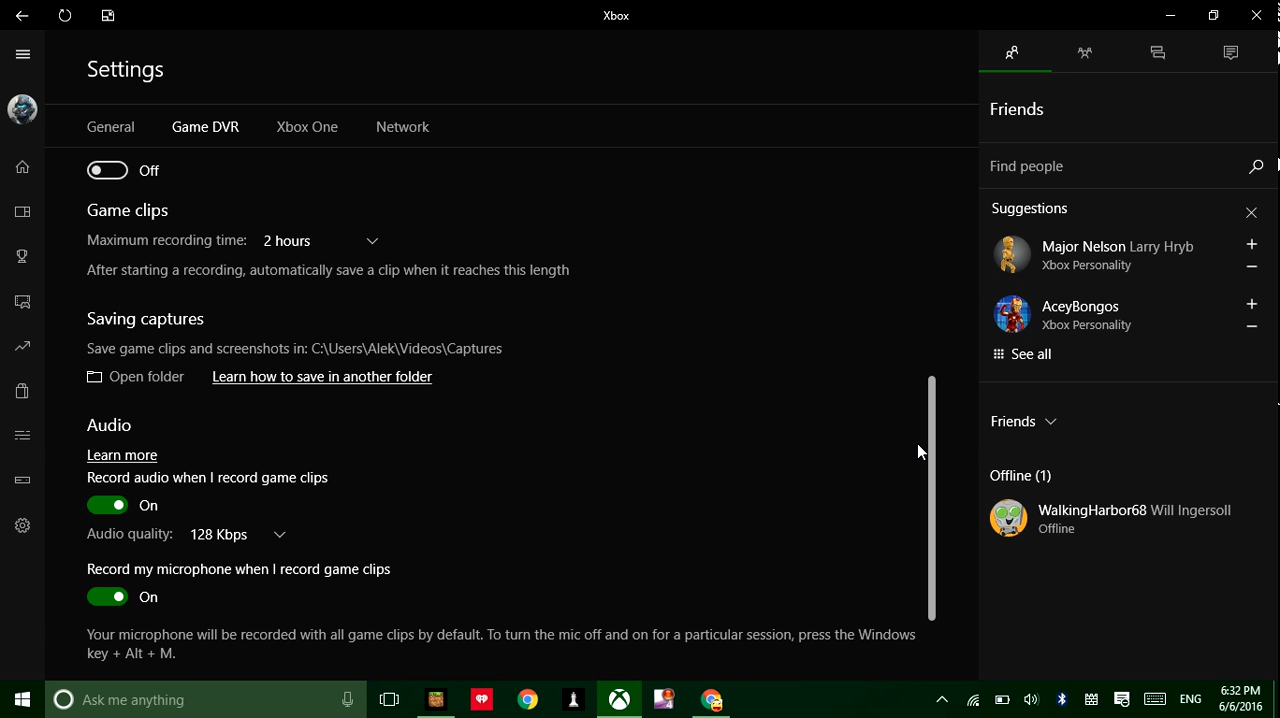 Xbox
Settings
General Game DVR Xbox One Network
Off
Game clips
Maximum recording time: 2 hours
After starting a recording, automatically save a clip when it reaches this length
Saving captures
Save game clips and screenshots in: C:\Users\Alek\Videos\Captures
Open folder Learn how to save in another folder
Audio
Learn more
Record audio when I record game clips
On
Audio quality: 128 Kbps
Record my microphone when I record game clips
On
Your microphone will be recorded with all game clips by default. To turn the mic off and on for a particular session, press the Windows
key + Alt + M.
Friends
Find people
Suggestions
Major Nelson Larry Hryb
Xbox Personality
AceyBongos
Xbox Personality
See all
Friends
Offline (1)
WalkingHarbor68 Will Ingersoll
Offline
Ask me anything
ENG
6:32 PM
6/6/2016